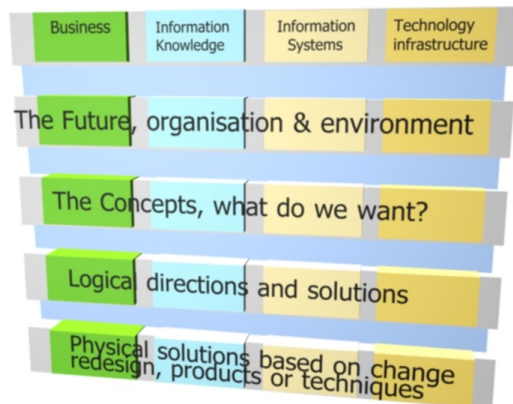 Business
Information
Knowledge
Information
Systems
Technology
infrastructure
The Future, organisation & environment
The Concepts, what do we want?
Logical directions and solutions
Physical solutions based on change
redesign, products or techniques